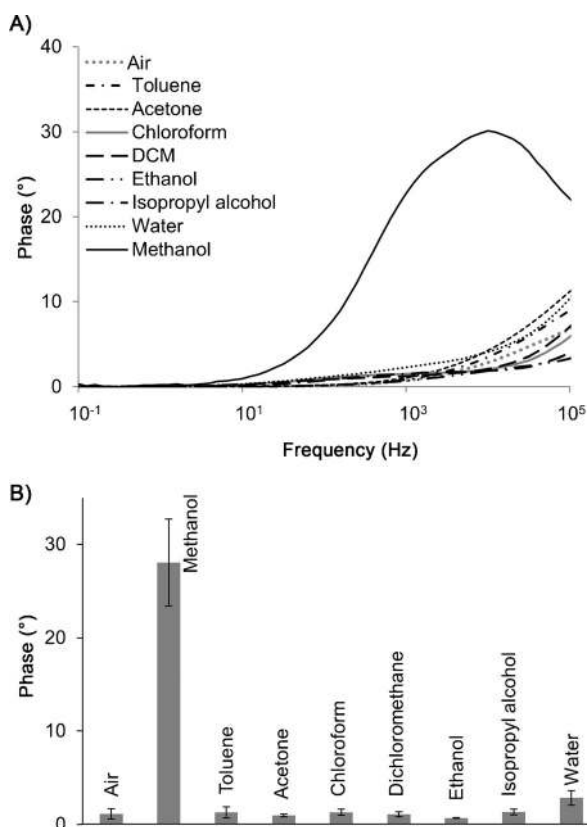 A)
40
30
20
10
0
Phase (°)
Air
Toluene
Acetone
Chloroform
DCM
Ethanol
Isopropyl alcohol
Water
Methanol
10-1 101 103 105
Frequency (Hz)
B)
30
20
10
0
Phase (°)
Air
Methanol
Toluene
Acetone
Chloroform
Dichloromethane
Ethanol
Isopropyl alcohol
Water